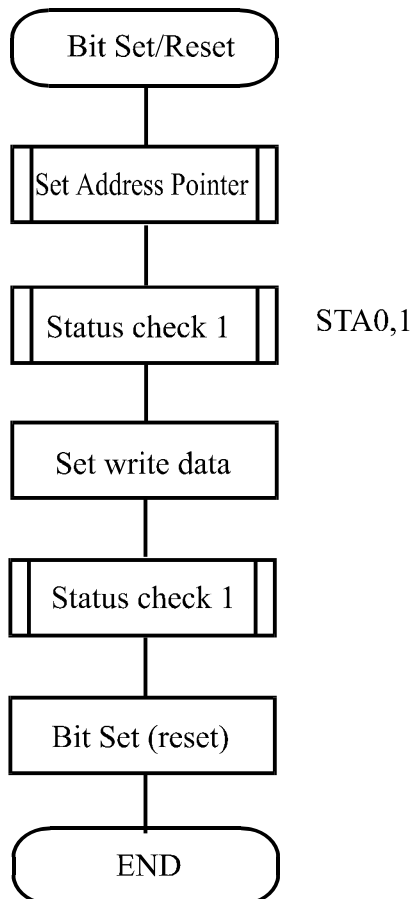 Bit Set/Reset
Set Address Pointer
Status check 1
STA0,1
Set write data
Status check 1
Bit Set (reset)
END